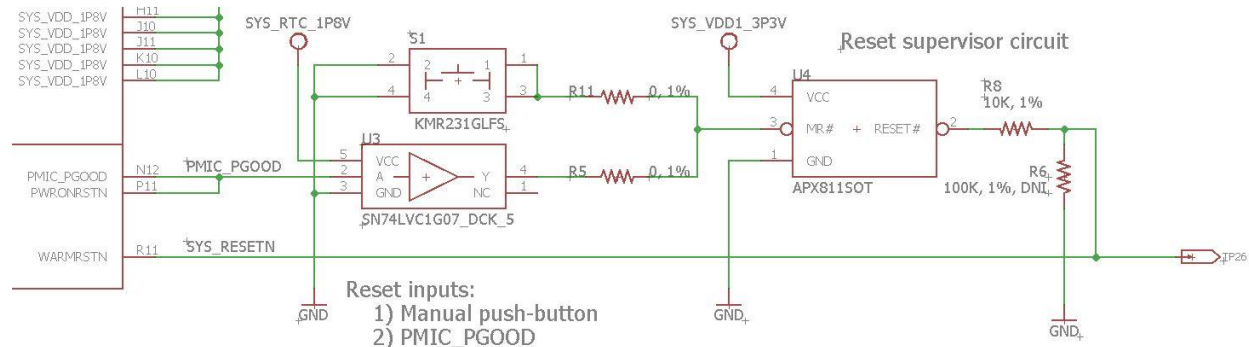 SYS_VDD_1P8V H11
SYS_VDD_1P8V J10
SYS_VDD_1P8V J11
SYS_VDD_1P8V K10
SYS_VDD_1P8V L10
PMIC_PGOOD N12 PMIC_PGOOD
PWRONRSTN P11
WARMRSTN R11 SYS_RESETN
SYS_RTC_1P8V
S1
2 2 1 1
4 4 3 3
KMR231GLFS
U3
5 VCC
2 A Y 4
3 GND NC 1
SN74LVC1G07_DCK_5
R11 0, 1%
R5 0, 1%
GND
Reset inputs:
1) Manual push-button
2) PMIC_PGOOD
SYS_VDD1_3P3V
Reset supervisor circuit
U4
4 VCC
3 MR# RESET# 2
1 GND
APX811SOT
R8
10K, 1%
R6
100K, 1%, DNI
GND
GND
TP26